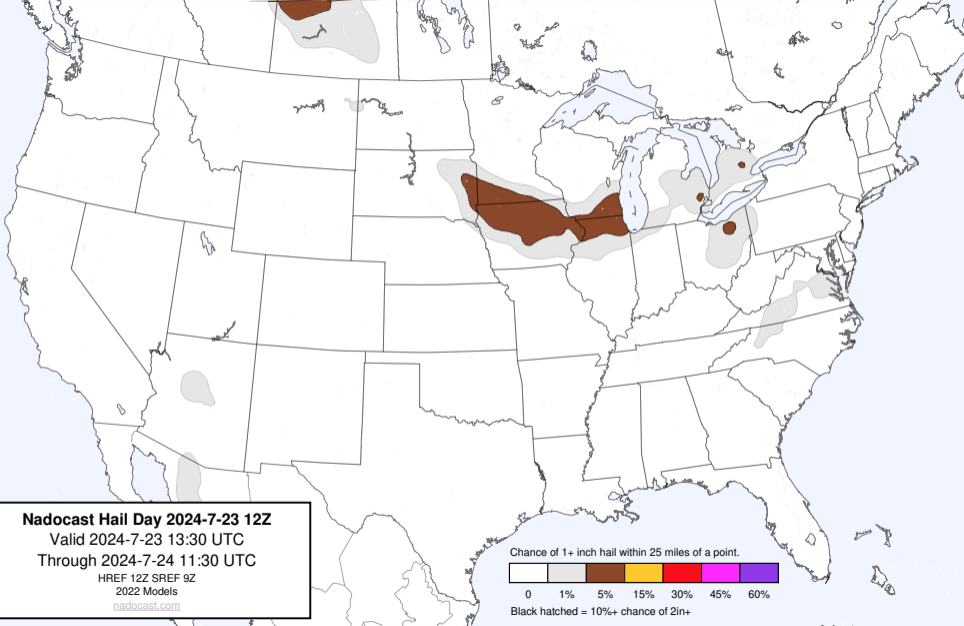 Nadocast Hail Day 2024-7-23 12Z
Valid 2024-7-23 13:30 UTC
Through 2024-7-24 11:30 UTC
HREF 12Z SREF 9Z
2022 Models
nadocast.com
Chance of 1+ inch hail within 25 miles of a point.
0 1% 5% 15% 30% 45% 60%
Black hatched = 10%+ chance of 2in+